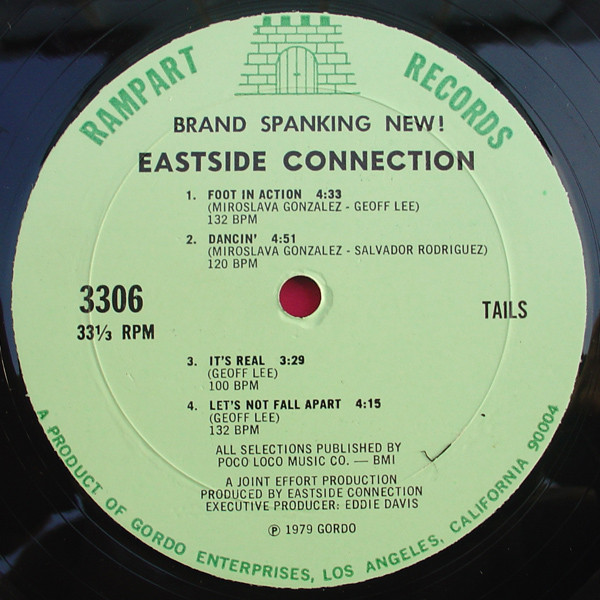 RAMPART RECORDS
BRAND SPANKING NEW!
EASTSIDE CONNECTION
1. FOOT IN ACTION 4:33
(MIROSLAVA GONZALEZ - GEOFF LEE)
132 BPM
2. DANCIN' 4:51
(MIROSLAVA GONZALEZ - SALVADOR RODRIGUEZ)
120 BPM
3306
33⅓ RPM
TAILS
3. IT'S REAL 3:29
(GEOFF LEE)
100 BPM
4. LET'S NOT FALL APART 4:15
(GEOFF LEE)
132 BPM
ALL SELECTIONS PUBLISHED BY
POCO LOCO MUSIC CO. — BMI
A JOINT EFFORT PRODUCTION
PRODUCED BY EASTSIDE CONNECTION
EXECUTIVE PRODUCER: EDDIE DAVIS
℗ 1979 GORDO
A PRODUCT OF GORDO ENTERPRISES, LOS ANGELES, CALIFORNIA 90004